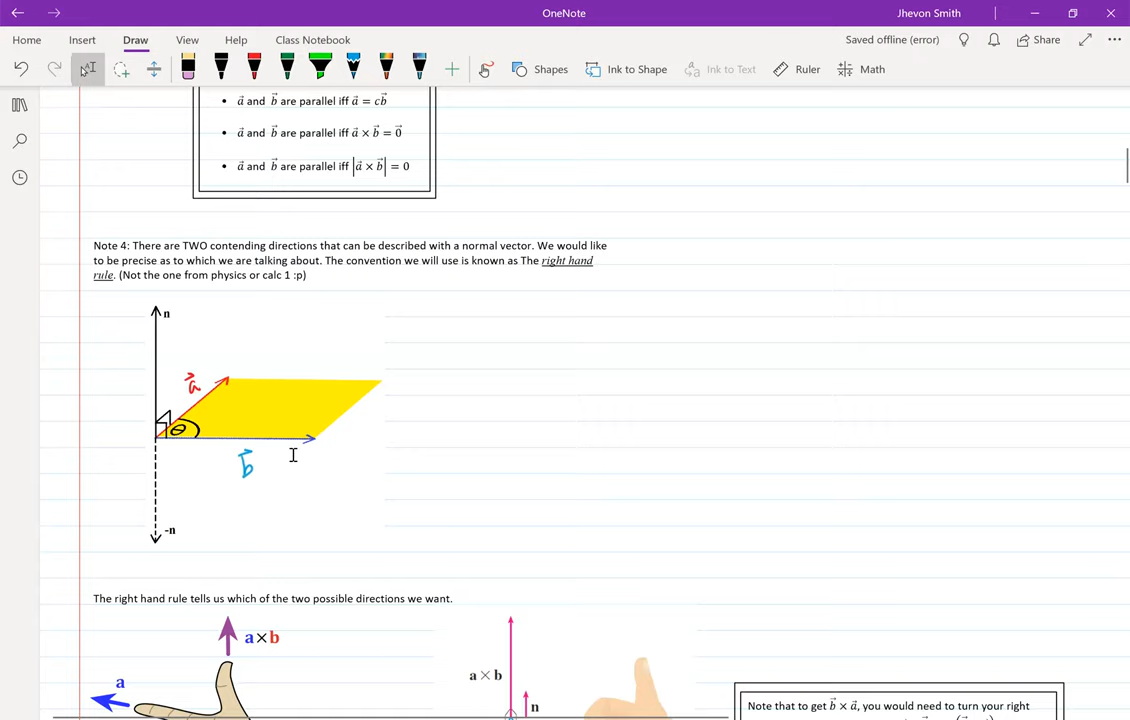 OneNote
Jhevon Smith
Home Insert Draw View Help Class Notebook
Saved offline (error) Share
Shapes Ink to Shape Ink to Text Ruler Math
• a⃗ and b⃗ are parallel iff a⃗ = cb⃗
• a⃗ and b⃗ are parallel iff a⃗ × b⃗ = 0⃗
• a⃗ and b⃗ are parallel iff |a⃗ × b⃗| = 0
Note 4: There are TWO contending directions that can be described with a normal vector. We would like
to be precise as to which we are talking about. The convention we will use is known as The right hand
rule. (Not the one from physics or calc 1 :p)
n
a⃗
θ
b⃗
-n
The right hand rule tells us which of the two possible directions we want.
a×b
a
a × b
n
Note that to get b⃗ × a⃗, you would need to turn your right